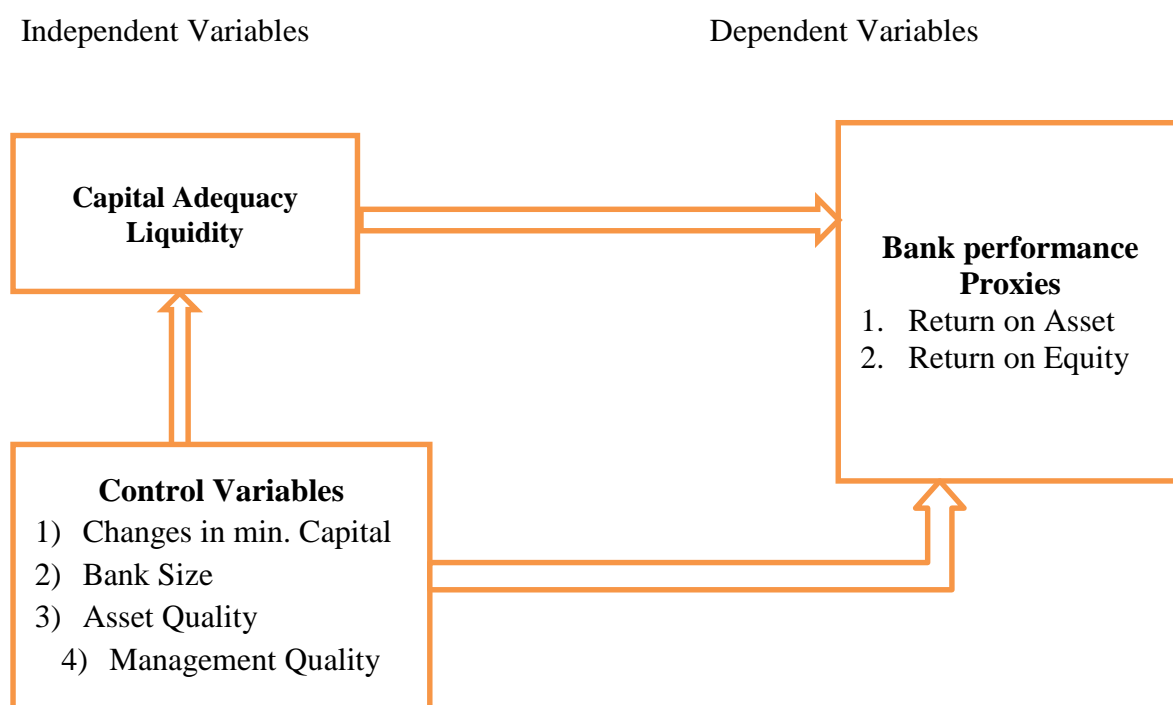 Independent Variables
Dependent Variables
Capital Adequacy
Liquidity
Bank performance
Proxies
1. Return on Asset
2. Return on Equity
Control Variables
1) Changes in min. Capital
2) Bank Size
3) Asset Quality
4) Management Quality